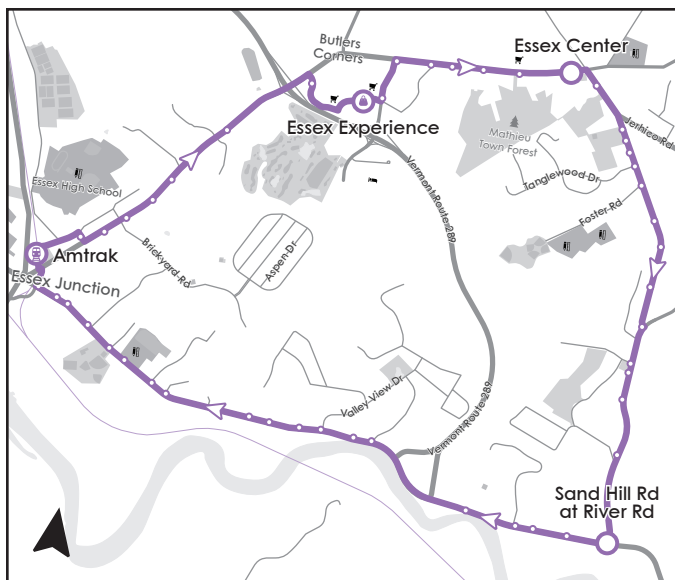 Butlers
Corners
Essex Center
Essex Experience
Mathieu
Town Forest
Jethico Rd
Essex High School
Tanglewood Dr
Foster Rd
Vermont Route 289
Amtrak
Essex Junction
Brickyard Rd
Aspen Dr
Valley View Dr
Vermont Route 289
Sand Hill Rd
at River Rd